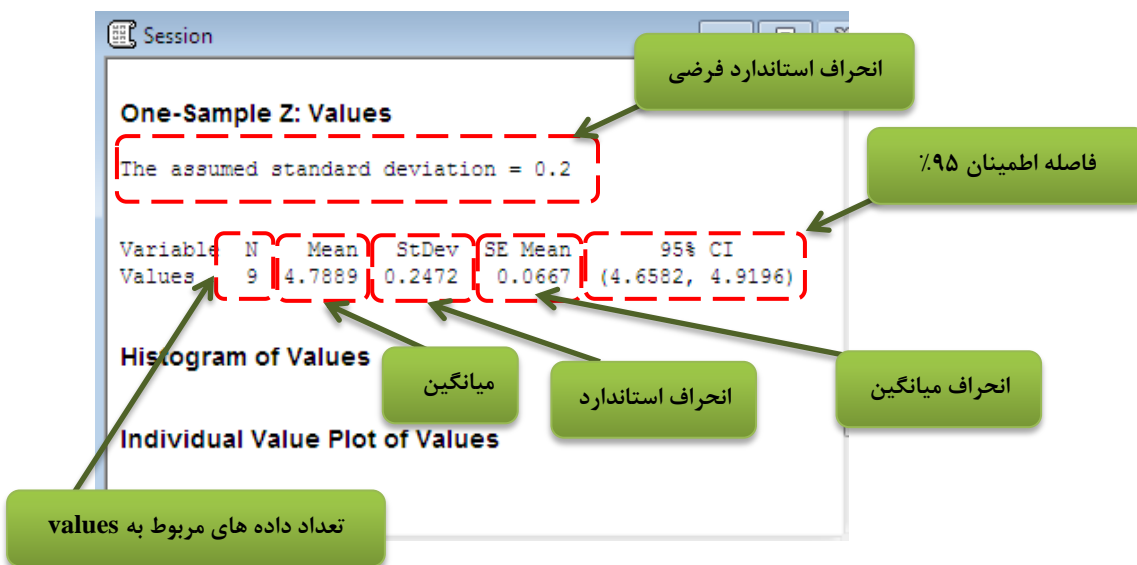 Session
انحراف استاندارد فرضی
One-Sample Z: Values
The assumed standard deviation = 0.2
فاصله اطمینان ۹۵٪
Variable N Mean StDev SE Mean 95% CI
Values 9 4.7889 0.2472 0.0667 (4.6582, 4.9196)
Histogram of Values
میانگین
انحراف استاندارد
انحراف میانگین
Individual Value Plot of Values
تعداد داده های مربوط به values